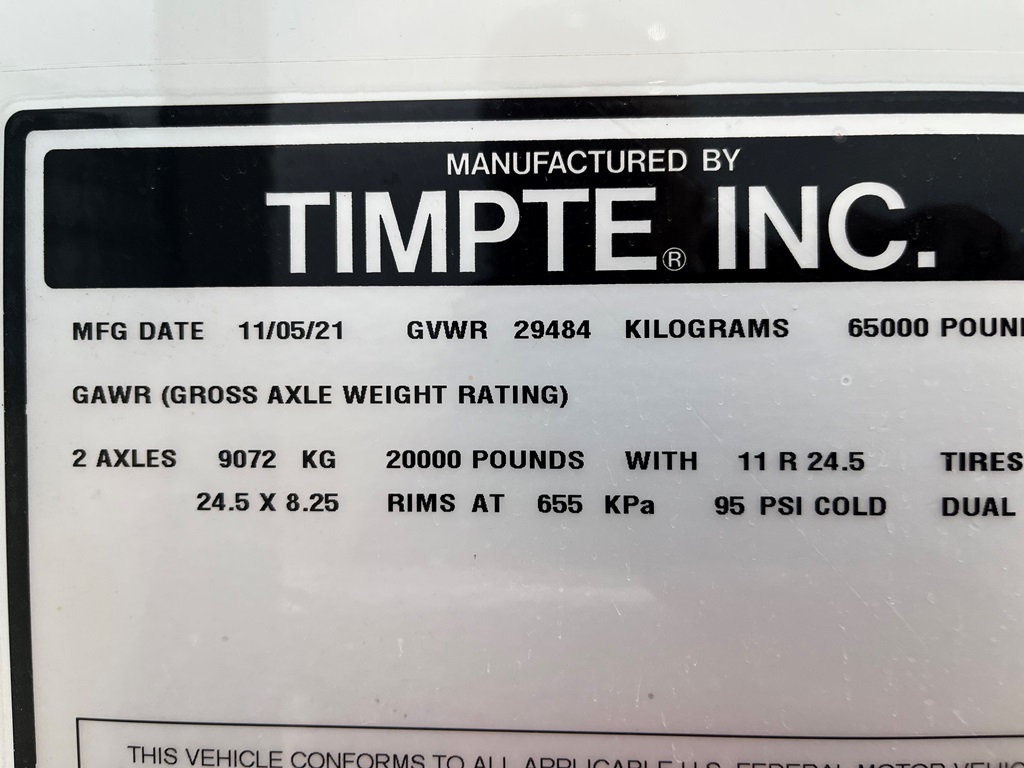 MANUFACTURED BY
TIMPTE® INC.
MFG DATE 11/05/21 GVWR 29484 KILOGRAMS 65000
GAWR (GROSS AXLE WEIGHT RATING)
2 AXLES 9072 KG 20000 POUNDS WITH 11 R 24.5 TIRES
24.5 X 8.25 RIMS AT 655 KPa 95 PSI COLD DUAL
THIS VEHICLE CONFORMS TO ALL APPLICABLE U.S. FEDERAL MOTOR